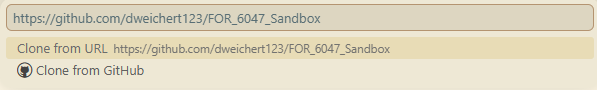 https://github.com/dweichert123/FOR_6047_Sandbox
Clone from URL https://github.com/dweichert123/FOR_6047_Sandbox
Clone from GitHub